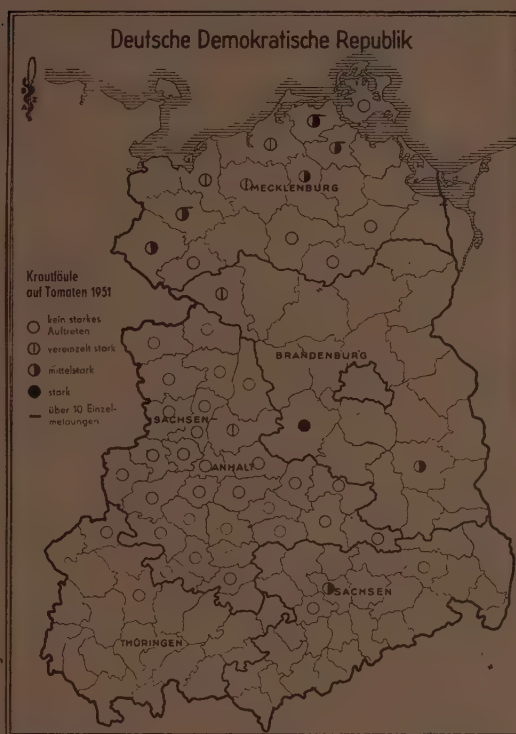 Deutsche Demokratische Republik
MECKLENBURG
Krautfäule
auf Tomaten 1951
kein starkes
Auftreten
vereinzelt stark
mittelstark
stark
über 10 Einzel-
meldungen
BRANDENBURG
SACHSEN-
ANHALT
SACHSEN
THÜRINGEN